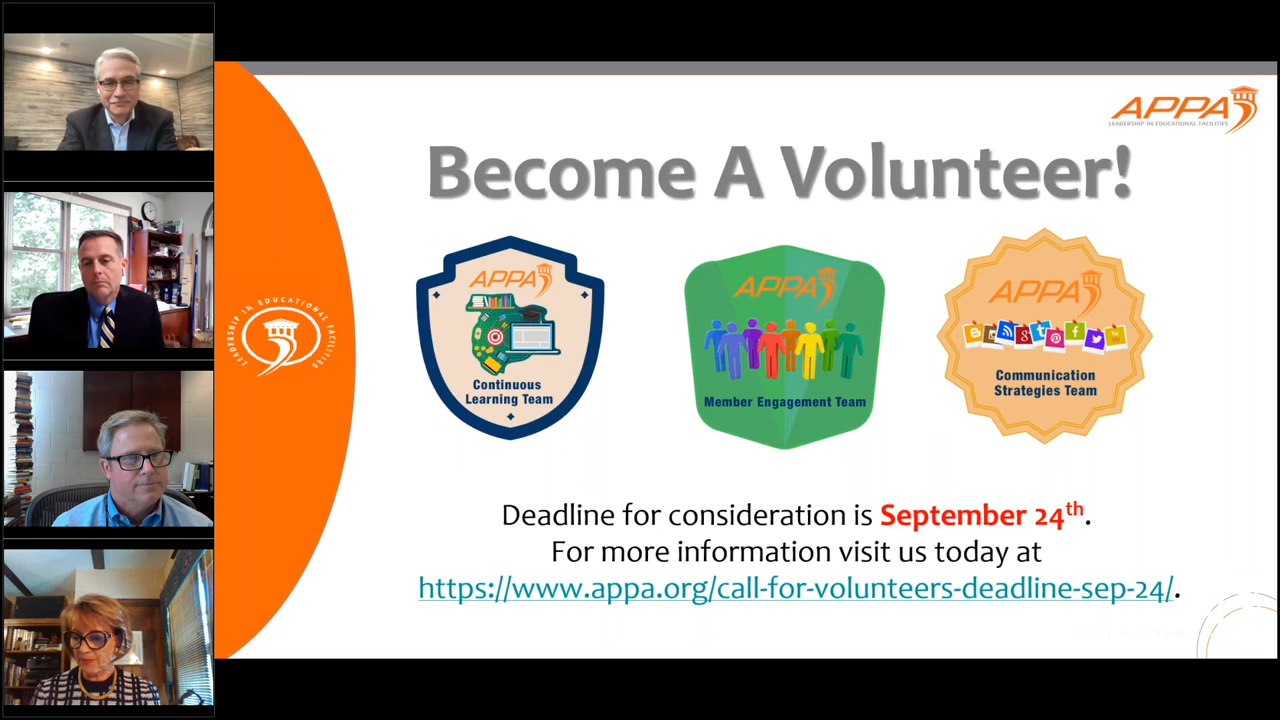 APPA
LEADERSHIP IN EDUCATIONAL FACILITIES
Become A Volunteer!
LEADERSHIP in EDUCATIONAL FACILITIES
APPA
Continuous
Learning Team
APPA
Member Engagement Team
APPA
Communication
Strategies Team
Deadline for consideration is September 24th.
For more information visit us today at
https://www.appa.org/call-for-volunteers-deadline-sep-24/.